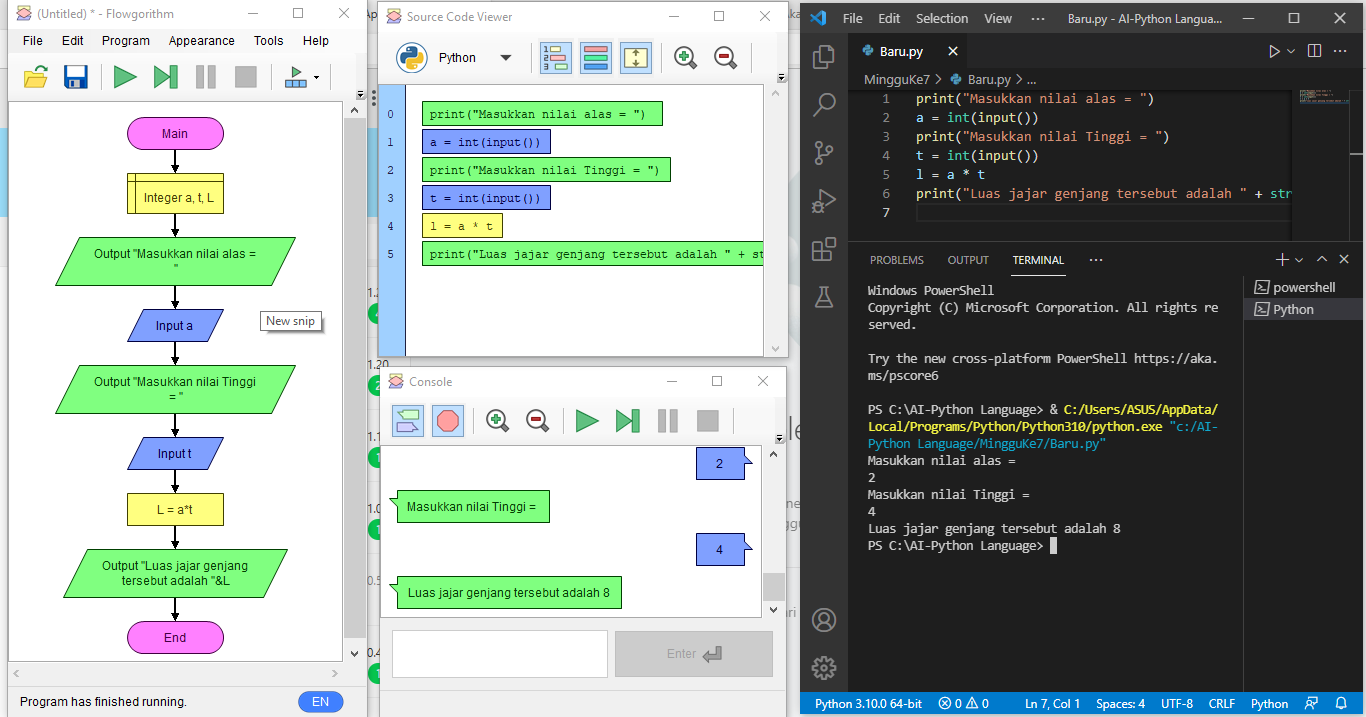 (Untitled) * - Flowgorithm
File Edit Program Appearance Tools Help
Main
Integer a, t, L
Output "Masukkan nilai alas =
"
Input a
New snip
Output "Masukkan nilai Tinggi
= "
Input t
L = a*t
Output "Luas jajar genjang
tersebut adalah "&L
End
Program has finished running.
EN
Source Code Viewer
Python
0 print("Masukkan nilai alas = ")
1 a = int(input())
2 print("Masukkan nilai Tinggi = ")
3 t = int(input())
4 l = a * t
5 print("Luas jajar genjang tersebut adalah " + st
1.20
Console
2
Masukkan nilai Tinggi =
4
Luas jajar genjang tersebut adalah 8
Enter
File Edit Selection View ··· Baru.py - AI-Python Langua...
Baru.py
MingguKe7 > Baru.py > ...
1 print("Masukkan nilai alas = ")
2 a = int(input())
3 print("Masukkan nilai Tinggi = ")
4 t = int(input())
5 l = a * t
6 print("Luas jajar genjang tersebut adalah " + str
7
PROBLEMS OUTPUT TERMINAL ···
powershell
Python
Windows PowerShell
Copyright (C) Microsoft Corporation. All rights re
served.
Try the new cross-platform PowerShell https://aka.
ms/pscore6
PS C:\AI-Python Language> & C:/Users/ASUS/AppData/
Local/Programs/Python/Python310/python.exe "c:/AI-
Python Language/MingguKe7/Baru.py"
Masukkan nilai alas =
2
Masukkan nilai Tinggi =
4
Luas jajar genjang tersebut adalah 8
PS C:\AI-Python Language>
Python 3.10.0 64-bit 0 0 Ln 7, Col 1 Spaces: 4 UTF-8 CRLF Python